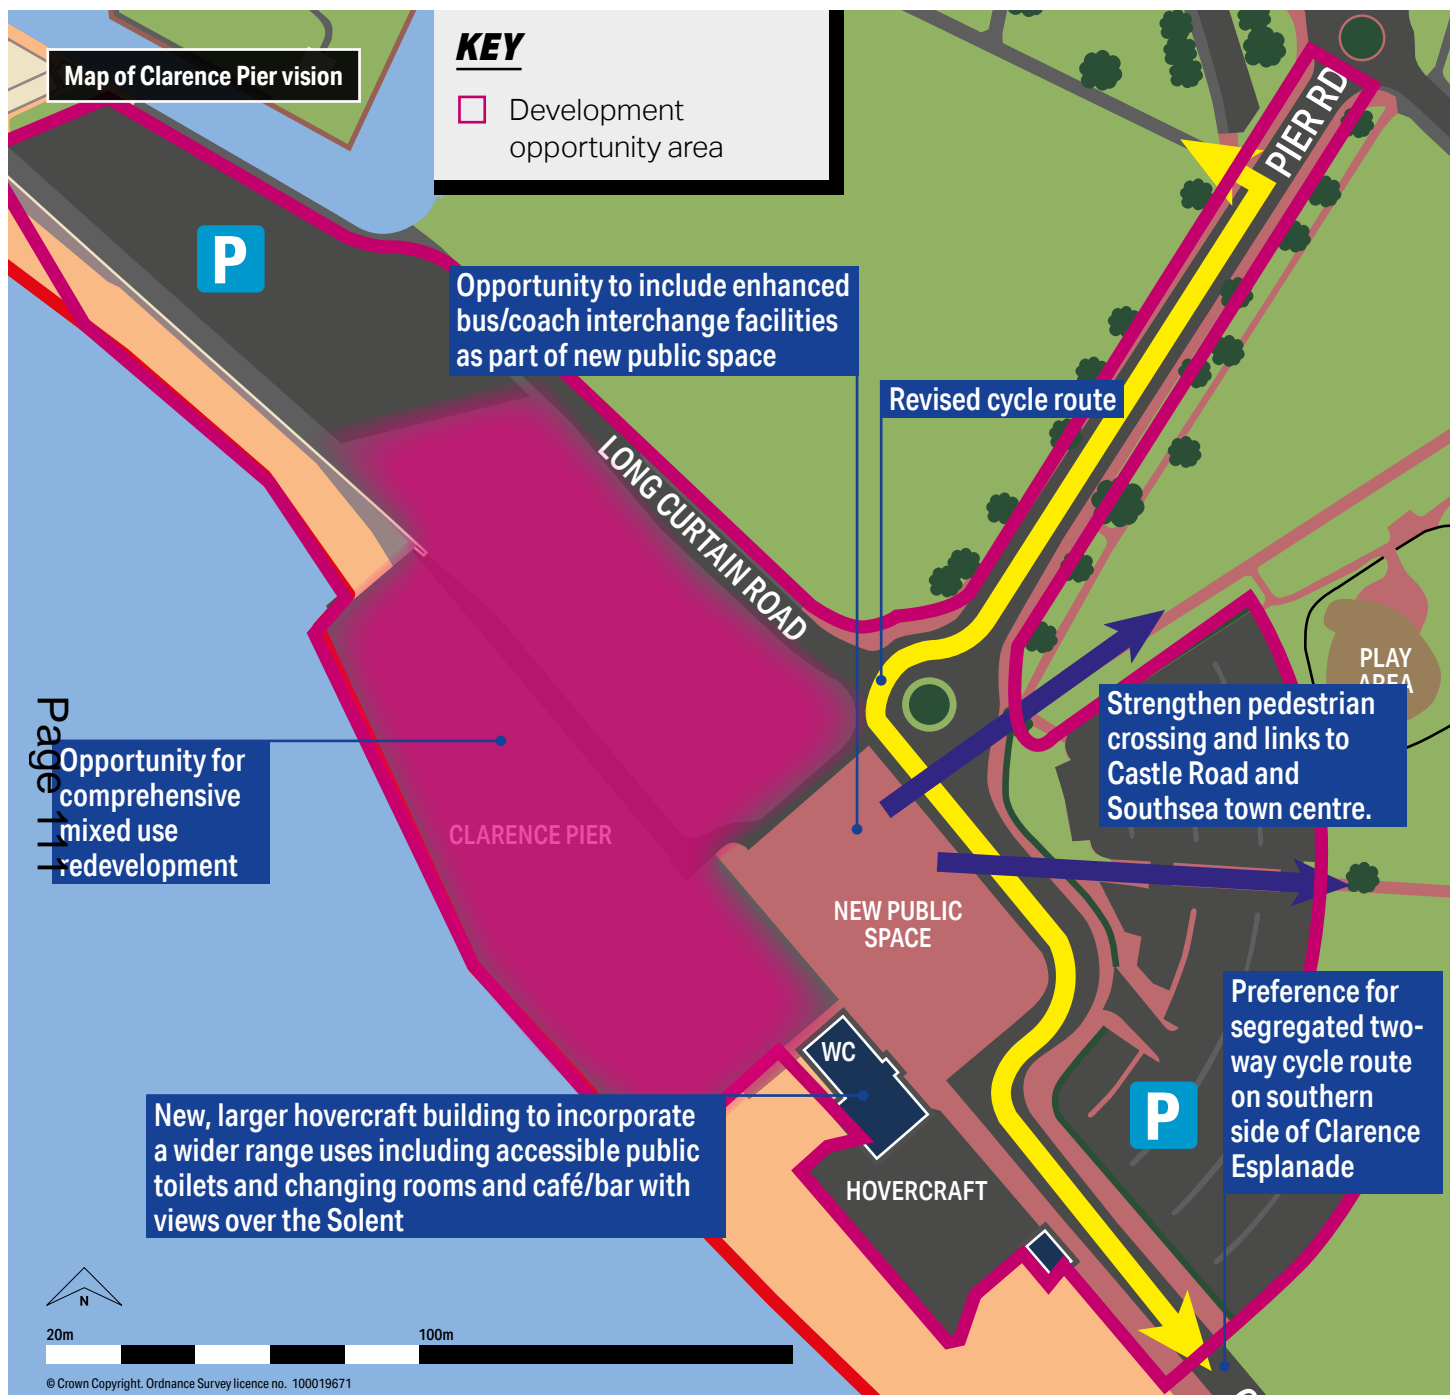 Map of Clarence Pier vision
KEY
Development
opportunity area
PIER RD
P
Opportunity to include enhanced
bus/coach interchange facilities
as part of new public space
Revised cycle route
LONG CURTAIN ROAD
PLAY
AREA
Strengthen pedestrian
crossing and links to
Castle Road and
Southsea town centre.
Page 111
Opportunity for
comprehensive
mixed use
redevelopment
CLARENCE PIER
NEW PUBLIC
SPACE
Preference for
segregated two-
way cycle route
on southern
side of Clarence
Esplanade
WC
P
New, larger hovercraft building to incorporate
a wider range uses including accessible public
toilets and changing rooms and café/bar with
views over the Solent
HOVERCRAFT
N
20m 100m
© Crown Copyright. Ordnance Survey licence no. 100019671